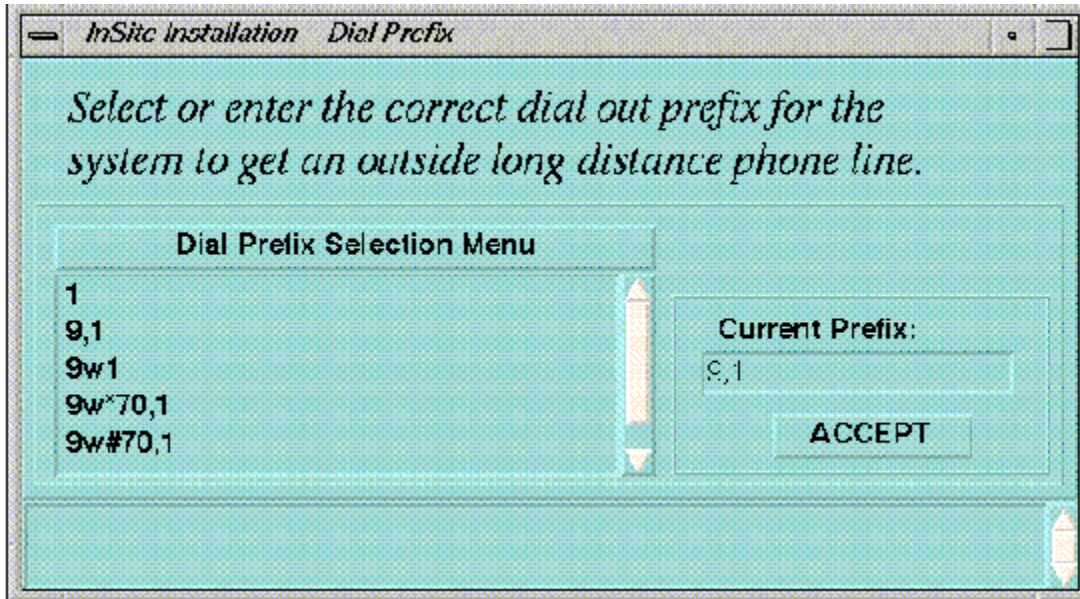 InSite Installation Dial Prefix
Select or enter the correct dial out prefix for the
system to get an outside long distance phone line.
Dial Prefix Selection Menu
1
9,1
9w1
9w*70,1
9w#70,1
Current Prefix:
9,1
ACCEPT